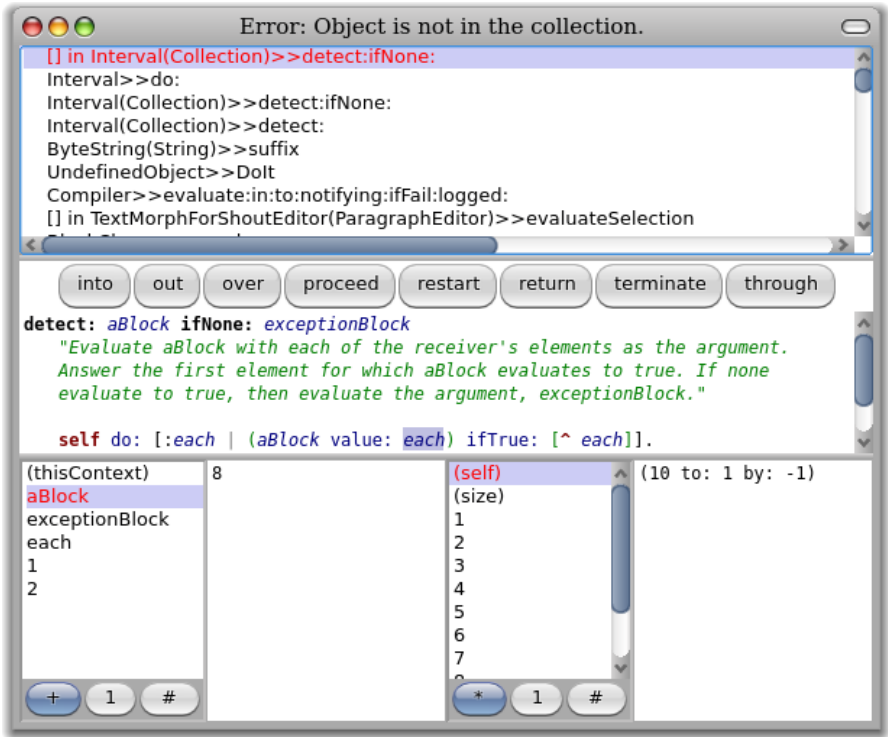 Error: Object is not in the collection.
[] in Interval(Collection)>>detect:ifNone:
Interval>>do:
Interval(Collection)>>detect:ifNone:
Interval(Collection)>>detect:
ByteString(String)>>suffix
UndefinedObject>>DoIt
Compiler>>evaluate:in:to:notifying:ifFail:logged:
[] in TextMorphForShoutEditor(ParagraphEditor)>>evaluateSelection
into out over proceed restart return terminate through
detect: aBlock ifNone: exceptionBlock
"Evaluate aBlock with each of the receiver's elements as the argument.
Answer the first element for which aBlock evaluates to true. If none
evaluate to true, then evaluate the argument, exceptionBlock."
self do: [:each | (aBlock value: each) ifTrue: [^ each]].
(thisContext)
aBlock
exceptionBlock
each
1
2
+ 1 #
8
(self)
(size)
1
2
3
4
5
6
7
* 1 #
(10 to: 1 by: -1)